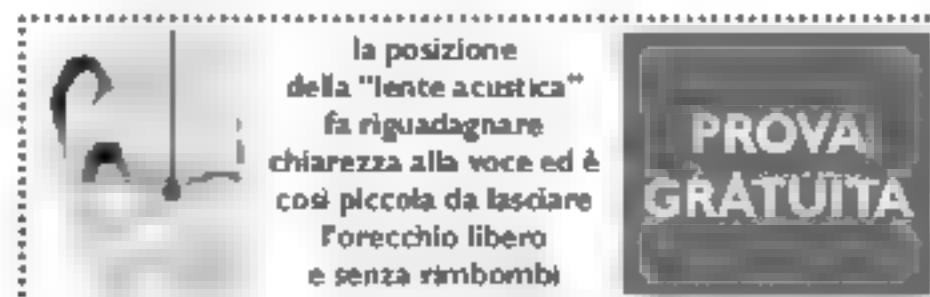 la posizione
della "lente acustica"
fa riguadagnare
chiarezza alla voce ed è
così piccola da lasciare
l'orecchio libero
e senza rimbombi
PROVA
GRATUITA